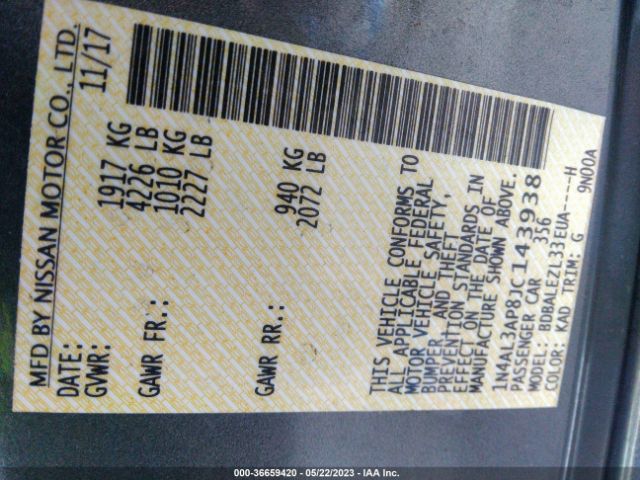 MFD BY NISSAN MOTOR CO., LTD.
DATE: 11/17
GVWR: 1917 KG
4226 LB
GAWR FR.: 1010 KG
2227 LB
GAWR RR.: 940 KG
2072 LB
THIS VEHICLE CONFORMS TO
ALL APPLICABLE FEDERAL
MOTOR VEHICLE SAFETY,
BUMPER AND THEFT
PREVENTION STANDARDS IN
EFFECT ON THE DATE OF
MANUFACTURE SHOWN ABOVE.
1N4AL3AP8JC143938
PASSENGER CAR 356
MODEL: BDBALEZL33EUA-----H
COLOR: KAD TRIM: G 9N00A
000-36659420 - 05/22/2023 - IAA Inc.